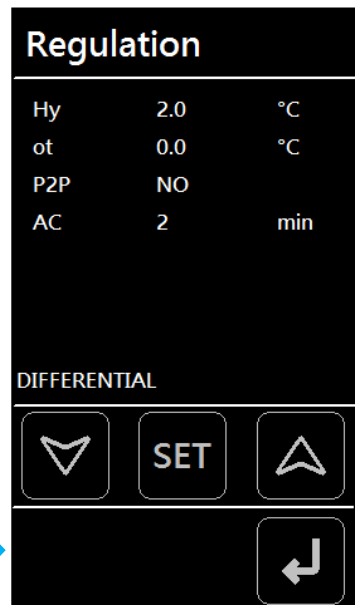 Regulation
Hy 2.0 °C
ot 0.0 °C
P2P NO
AC 2 min
DIFFERENTIAL
SET